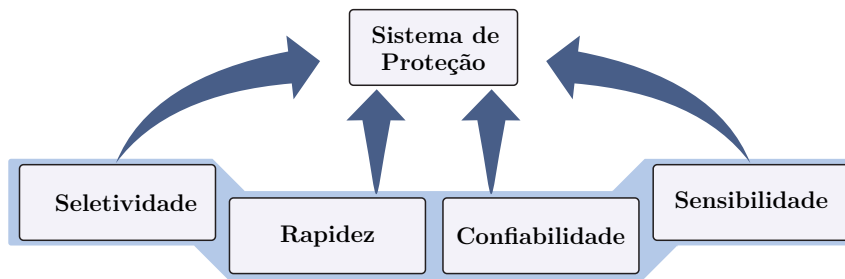 Sistema de
Proteção
Seletividade
Rapidez
Confiabilidade
Sensibilidade